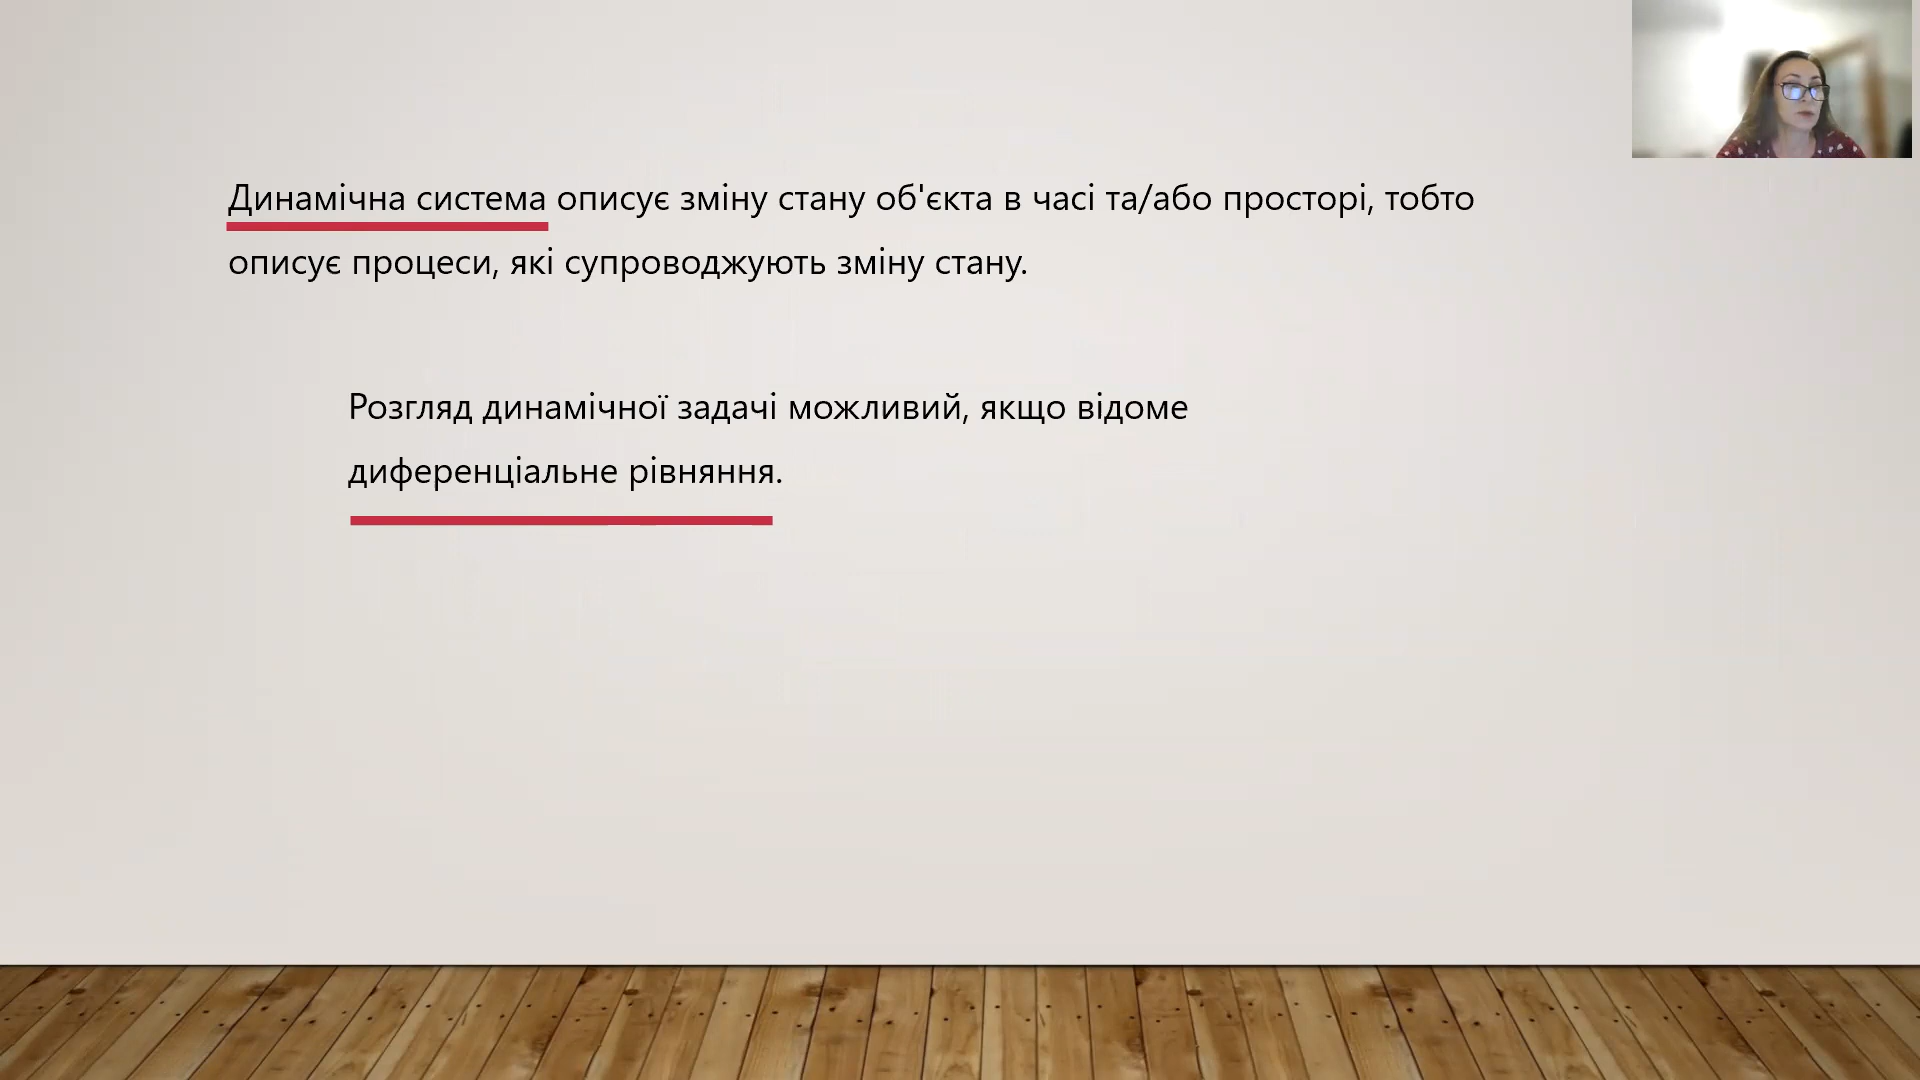 Динамічна система описує зміну стану об'єкта в часі та/або просторі, тобто
описує процеси, які супроводжують зміну стану.
Розгляд динамічної задачі можливий, якщо відоме
диференціальне рівняння.